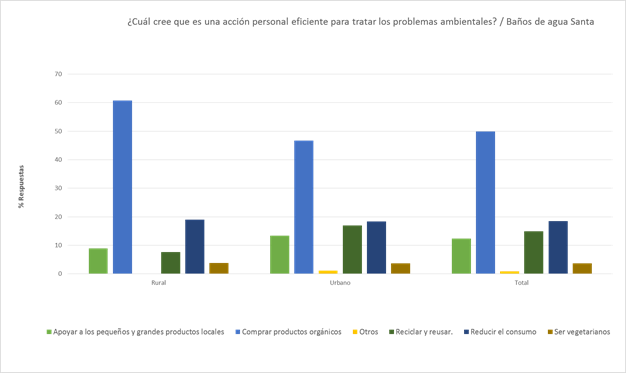 ¿Cuál cree que es una acción personal eficiente para tratar los problemas ambientales? / Baños de agua Santa
70
60
50
40
30
20
10
0
% Respuestas
Rural Urbano Total
Apoyar a los pequeños y grandes productos locales Comprar productos orgánicos Otros Reciclar y reusar. Reducir el consumo Ser vegetarianos